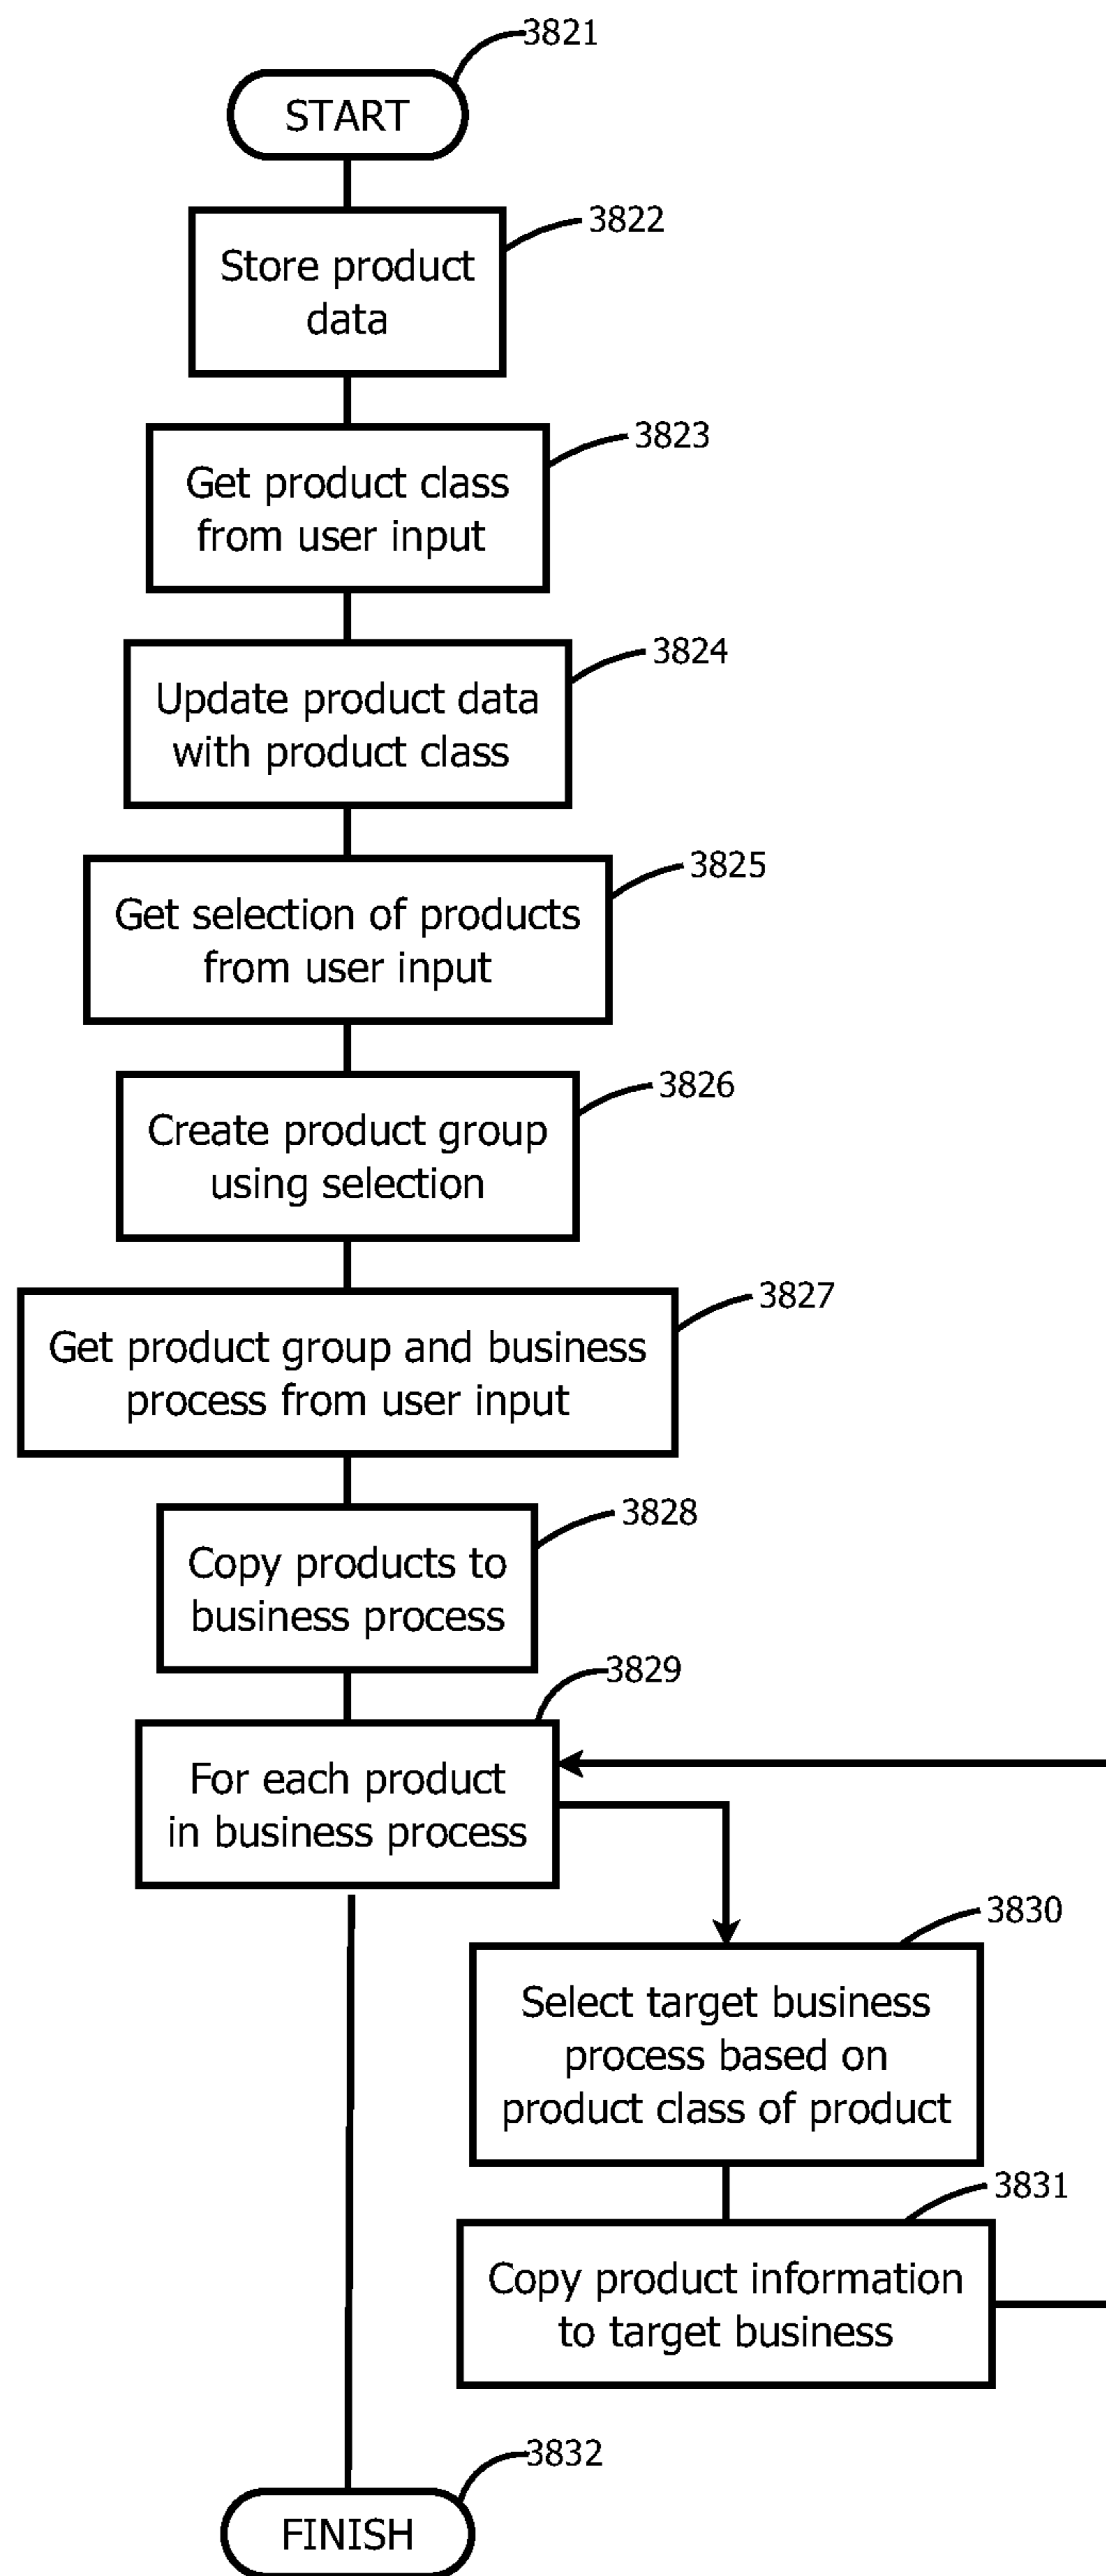 3821
START
3822
Store product
data
3823
Get product class
from user input
3824
Update product data
with product class
3825
Get selection of products
from user input
3826
Create product group
using selection
3827
Get product group and business
process from user input
3828
Copy products to
business process
3829
For each product
in business process
3830
Select target business
process based on
product class of product
3831
Copy product information
to target business
3832
FINISH